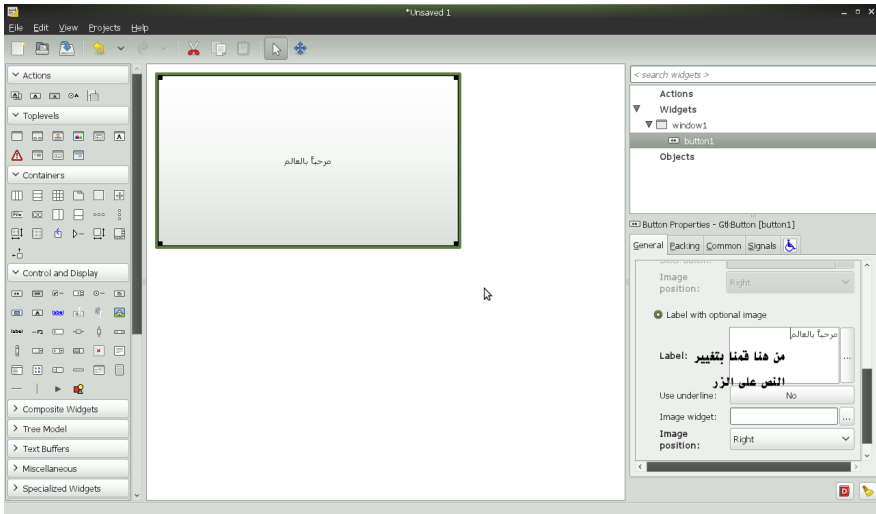 *Unsaved 1
File Edit View Projects Help
Actions
Toplevels
Containers
Control and Display
Composite Widgets
Tree Model
Text Buffers
Miscellaneous
Specialized Widgets
مرحباً بالعالم
< search widgets >
Actions
Widgets
window1
button1
Objects
Button Properties - GtkButton [button1]
General Packing Common Signals
Image position: Right
Label with optional image
Label: مرحباً بالعالم ...
من هنا قمنا بتغيير
النص على الزر
Use underline: No
Image widget: ...
Image position: Right